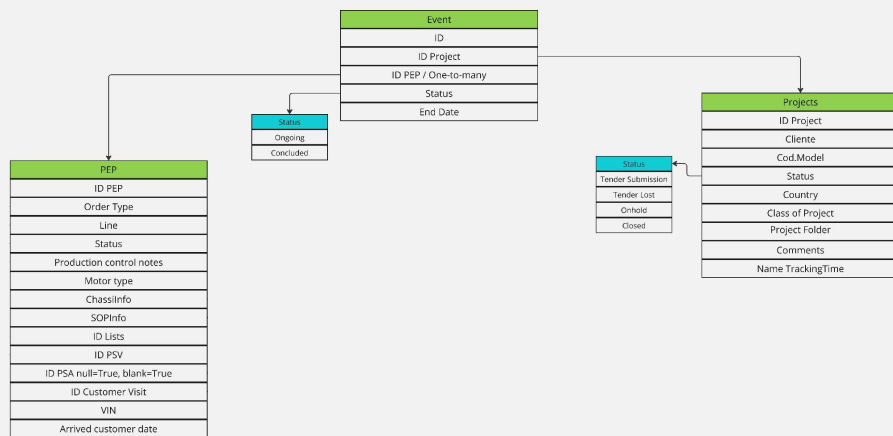 Event
ID
ID Project
ID PEP / One-to-many
Status
End Date
Status
Ongoing
Concluded
PEP
ID PEP
Order Type
Line
Status
Production control notes
Motor type
ChassiInfo
SOPInfo
ID Lists
ID PSV
ID PSA null=True, blank=True
ID Customer Visit
VIN
Arrived customer date
Status
Tender Submission
Tender Lost
Onhold
Closed
Projects
ID Project
Cliente
Cod.Model
Status
Country
Class of Project
Project Folder
Comments
Name TrackingTime